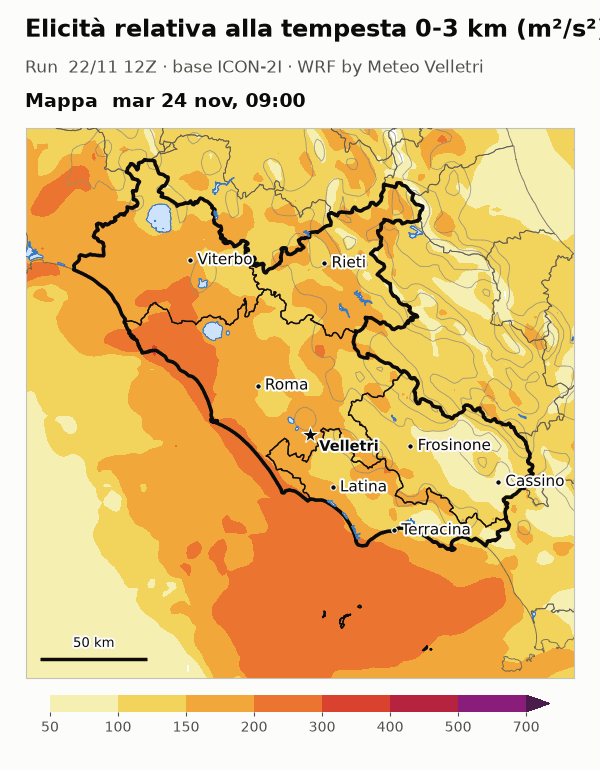 Elicità relativa alla tempesta 0-3 km (m²/s²)
Run 22/11 12Z · base ICON-2I · WRF by Meteo Velletri
Mappa mar 24 nov, 09:00
Viterbo
Rieti
Roma
Velletri
Frosinone
Cassino
Latina
Terracina
50 km
50 100 150 200 300 400 500 700